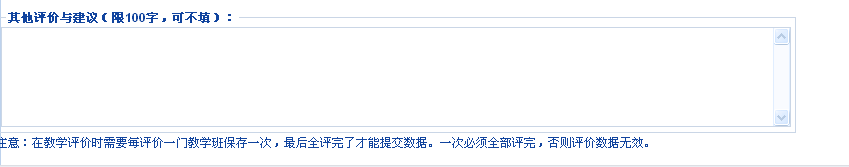 其他评价与建议（限100字，可不填）：
注意：在教学评价时需要每评价一门教学班保存一次，最后全评完了才能提交数据。一次必须全部评完，否则评价数据无效。